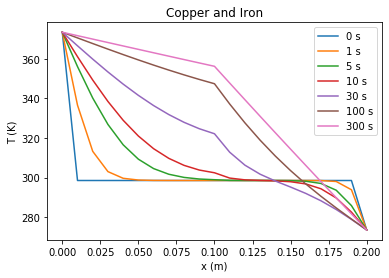 Copper and Iron
T (K)
360
340
320
300
280
0 s
1 s
5 s
10 s
30 s
100 s
300 s
0.000 0.025 0.050 0.075 0.100 0.125 0.150 0.175 0.200
x (m)